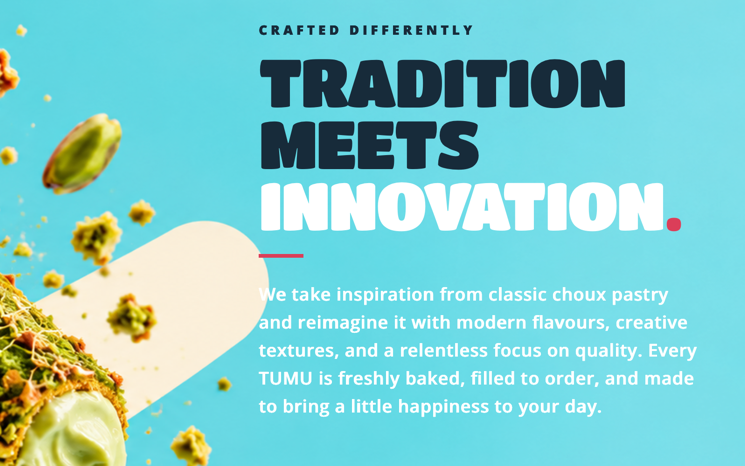 CRAFTED DIFFERENTLY
TRADITION
MEETS
INNOVATION.
We take inspiration from classic choux pastry
and reimagine it with modern flavours, creative
textures, and a relentless focus on quality. Every
TUMU is freshly baked, filled to order, and made
to bring a little happiness to your day.